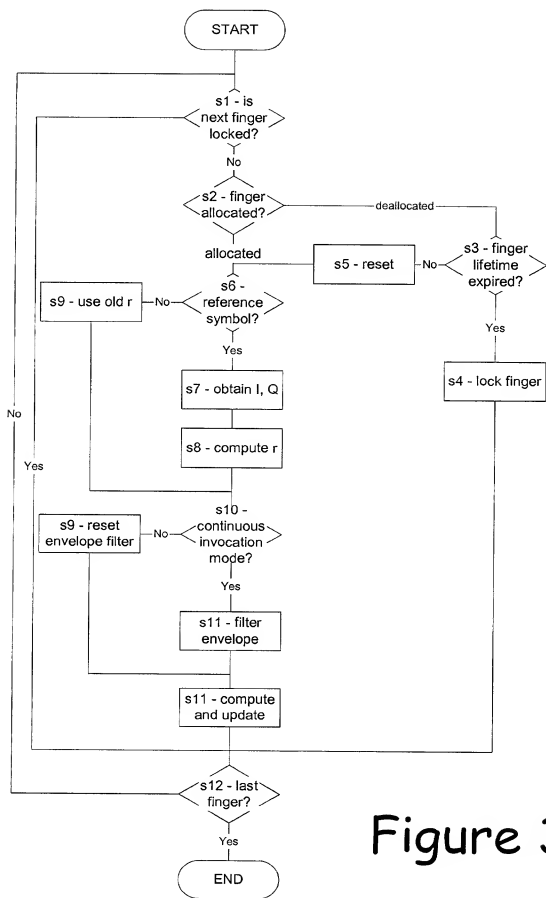 START
s1 - is
next finger
locked?
No
s2 - finger
allocated?
deallocated
allocated
s3 - finger
lifetime
expired?
No
s5 - reset
s6 -
reference
symbol?
No
s9 - use old r
Yes
Yes
s7 - obtain I, Q
s4 - lock finger
No
s8 - compute r
Yes
s10 -
continuous
invocation
mode?
No
s9 - reset
envelope filter
Yes
s11 - filter
envelope
s11 - compute
and update
s12 - last
finger?
Yes
END
Figure 3